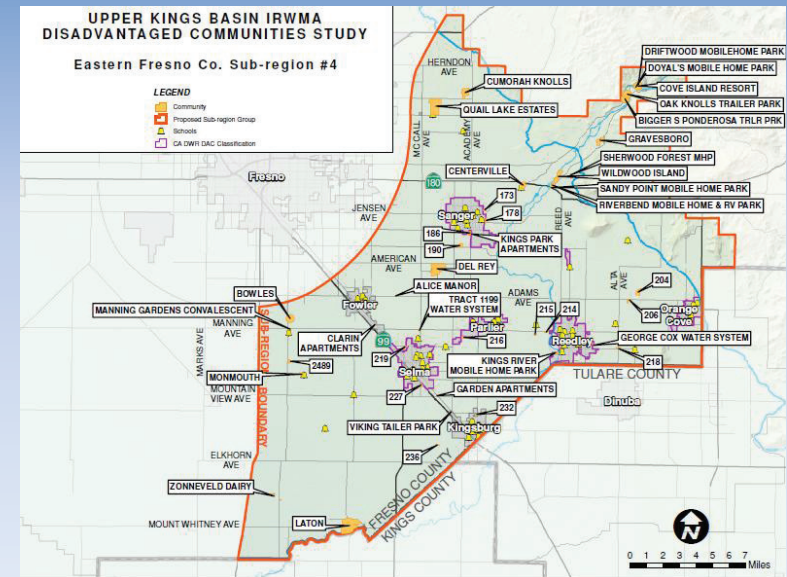 UPPER KINGS BASIN IRWMA
DISADVANTAGED COMMUNITIES STUDY
Eastern Fresno Co. Sub-region #4
LEGEND
Community
Proposed Sub-region Group
Schools
CA DWR DAC Classification
HERNDON
AVE
CUMORAH KNOLLS
QUAIL LAKE ESTATES
MC CALL
AVE
ACADEMY
AVE
DRIFTWOOD MOBILEHOME PARK
DOYAL'S MOBILE HOME PARK
COVE ISLAND RESORT
OAK KNOLLS TRAILER PARK
BIGGER S PONDEROSA TRLR PRK
GRAVESBORO
SHERWOOD FOREST MHP
WILDWOOD ISLAND
SANDY POINT MOBILE HOME PARK
RIVERBEND MOBILE HOME & RV PARK
CENTERVILLE
Fresno
180
173
JENSEN
AVE
Sanger
178
REED
AVE
186
KINGS PARK
APARTMENTS
190
AMERICAN
AVE
DEL REY
ALICE MANOR
ADAMS
AVE
ALTA
AVE
204
206
Orange
Cove
BOWLES
MANNING GARDENS CONVALESCENT
MANNING
AVE
MARKS AVE
SUB-REGION BOUNDARY
Fowler
TRACT 1199
WATER SYSTEM
CLARIN
APARTMENTS
99
219
Parlier
216
215
214
Reedley
GEORGE COX WATER SYSTEM
218
KINGS RIVER
MOBILE HOME PARK
TULARE COUNTY
Dinuba
2489
MONMOUTH
MOUNTAIN
VIEW AVE
Selma
227
GARDEN APARTMENTS
232
VIKING TAILER PARK
Kingsburg
236
ELKHORN
AVE
ZONNEVELD DAIRY
FRESNO COUNTY
KINGS COUNTY
MOUNT WHITNEY AVE
LATON
N
0 1 2 3 4 5 6 7
Miles